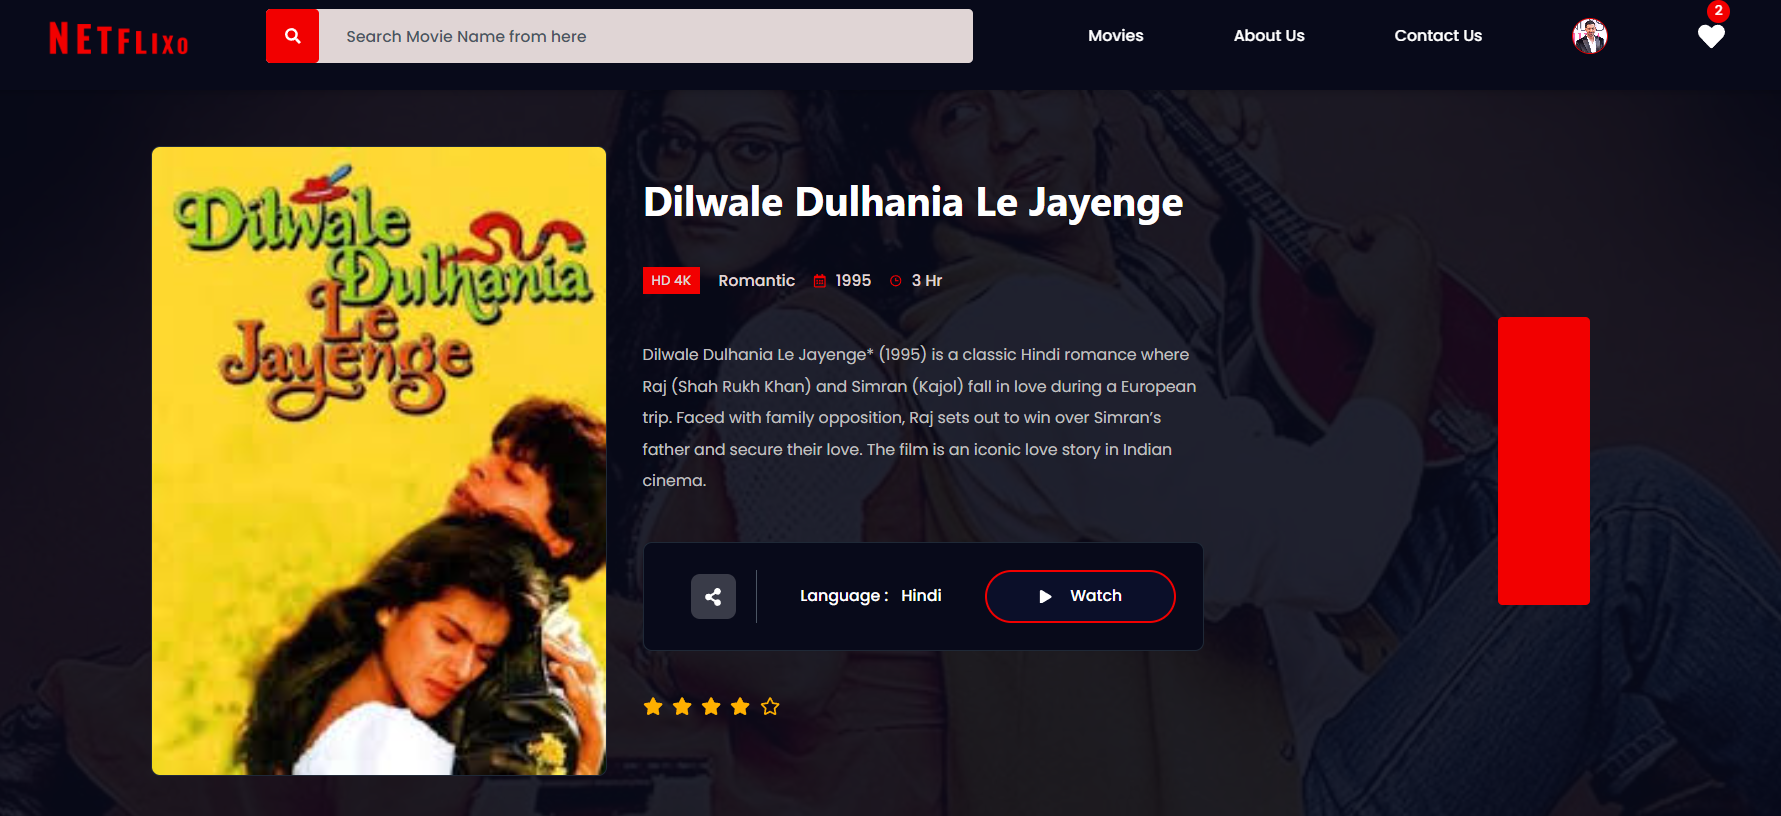 NETFLIXO
Search Movie Name from here
Movies
About Us
Contact Us
2
Dilwale
Dulhania
Le
Jayenge
Dilwale Dulhania Le Jayenge
HD 4K Romantic 1995 3 Hr
Dilwale Dulhania Le Jayenge* (1995) is a classic Hindi romance where
Raj (Shah Rukh Khan) and Simran (Kajol) fall in love during a European
trip. Faced with family opposition, Raj sets out to win over Simran’s
father and secure their love. The film is an iconic love story in Indian
cinema.
Language : Hindi
Watch